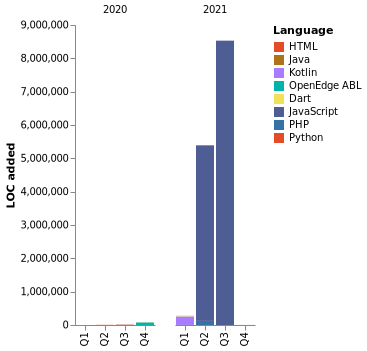 2020
2021
9,000,000
8,000,000
7,000,000
6,000,000
5,000,000
4,000,000
3,000,000
2,000,000
1,000,000
0
LOC added
Q1
Q2
Q3
Q4
Q1
Q2
Q3
Q4
Language
HTML
Java
Kotlin
OpenEdge ABL
Dart
JavaScript
PHP
Python